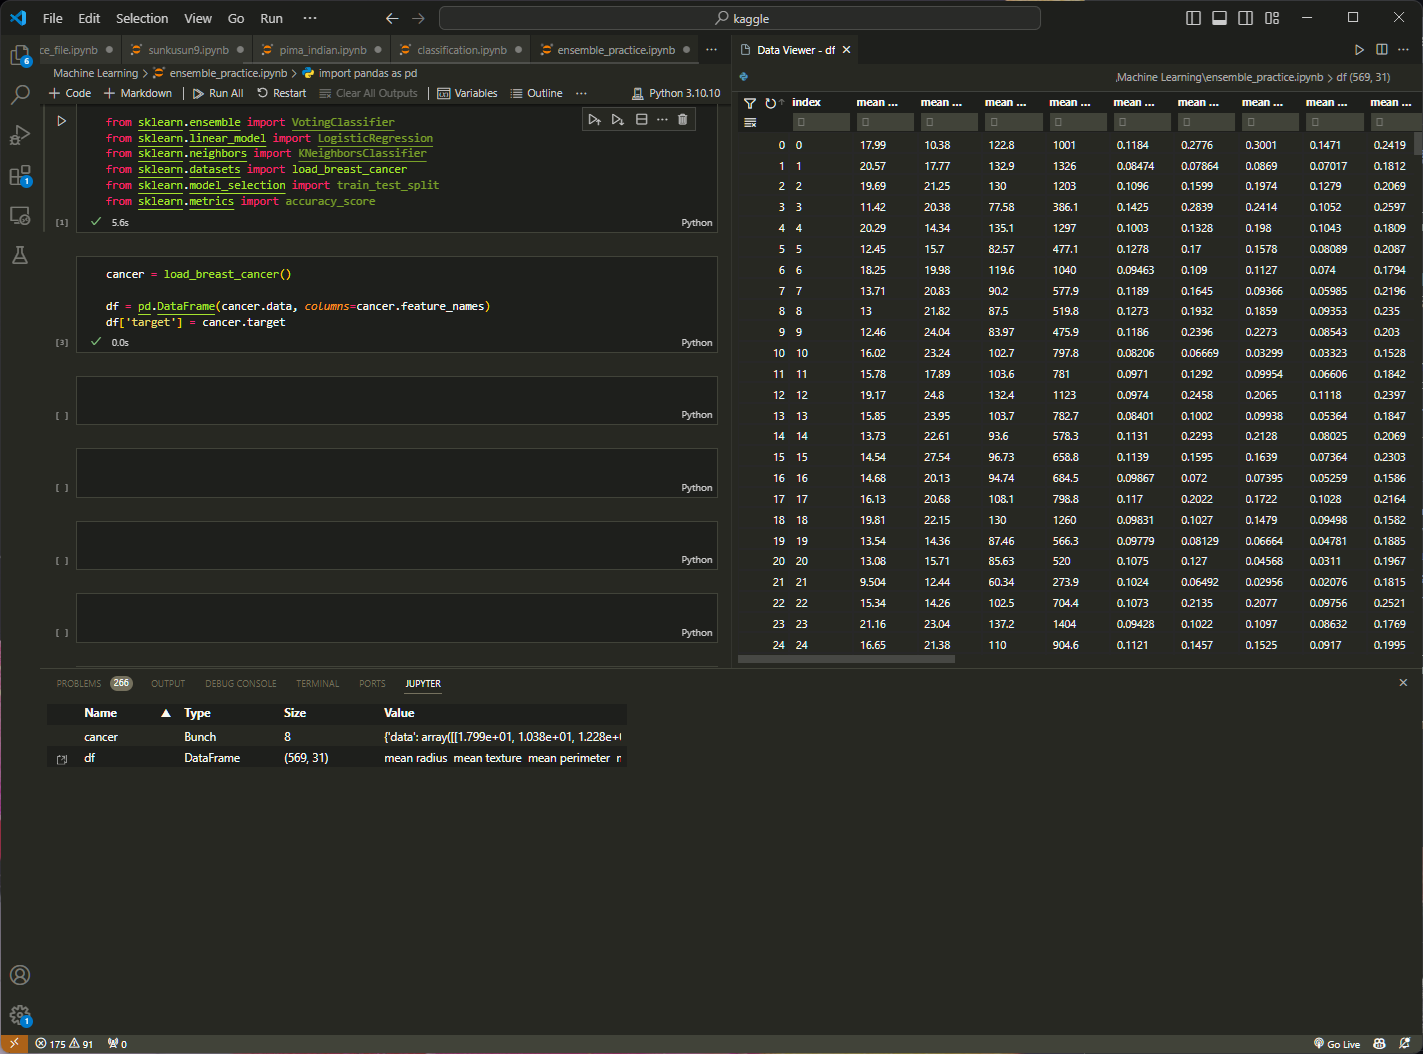 File Edit Selection View Go Run ··· kaggle
ce_file.ipynb sunkusun9.ipynb pima_indian.ipynb classification.ipynb ensemble_practice.ipynb ···
Machine Learning > ensemble_practice.ipynb > import pandas as pd
+ Code + Markdown Run All Restart Clear All Outputs Variables Outline ··· Python 3.10.10
from sklearn.ensemble import VotingClassifier
from sklearn.linear_model import LogisticRegression
from sklearn.neighbors import KNeighborsClassifier
from sklearn.datasets import load_breast_cancer
from sklearn.model_selection import train_test_split
from sklearn.metrics import accuracy_score
[1] 5.6s Python
cancer = load_breast_cancer()
df = pd.DataFrame(cancer.data, columns=cancer.feature_names)
df['target'] = cancer.target
[3] 0.0s Python
[ ] Python
[ ] Python
[ ] Python
[ ] Python
Data Viewer - df
Machine Learning\ensemble_practice.ipynb > df (569, 31)
index mean ... mean ... mean ... mean ... mean ... mean ... mean ... mean ... mean ...
0 0 17.99 10.38 122.8 1001 0.1184 0.2776 0.3001 0.1471 0.2419
1 1 20.57 17.77 132.9 1326 0.08474 0.07864 0.0869 0.07017 0.1812
2 2 19.69 21.25 130 1203 0.1096 0.1599 0.1974 0.1279 0.2069
3 3 11.42 20.38 77.58 386.1 0.1425 0.2839 0.2414 0.1052 0.2597
4 4 20.29 14.34 135.1 1297 0.1003 0.1328 0.198 0.1043 0.1809
5 5 12.45 15.7 82.57 477.1 0.1278 0.17 0.1578 0.08089 0.2087
6 6 18.25 19.98 119.6 1040 0.09463 0.109 0.1127 0.074 0.1794
7 7 13.71 20.83 90.2 577.9 0.1189 0.1645 0.09366 0.05985 0.2196
8 8 13 21.82 87.5 519.8 0.1273 0.1932 0.1859 0.09353 0.235
9 9 12.46 24.04 83.97 475.9 0.1186 0.2396 0.2273 0.08543 0.203
10 10 16.02 23.24 102.7 797.8 0.08206 0.06669 0.03299 0.03323 0.1528
11 11 15.78 17.89 103.6 781 0.0971 0.1292 0.09954 0.06606 0.1842
12 12 19.17 24.8 132.4 1123 0.0974 0.2458 0.2065 0.1118 0.2397
13 13 15.85 23.95 103.7 782.7 0.08401 0.1002 0.09938 0.05364 0.1847
14 14 13.73 22.61 93.6 578.3 0.1131 0.2293 0.2128 0.08025 0.2069
15 15 14.54 27.54 96.73 658.8 0.1139 0.1595 0.1639 0.07364 0.2303
16 16 14.68 20.13 94.74 684.5 0.09867 0.072 0.07395 0.05259 0.1586
17 17 16.13 20.68 108.1 798.8 0.117 0.2022 0.1722 0.1028 0.2164
18 18 19.81 22.15 130 1260 0.09831 0.1027 0.1479 0.09498 0.1582
19 19 13.54 14.36 87.46 566.3 0.09779 0.08129 0.06664 0.04781 0.1885
20 20 13.08 15.71 85.63 520 0.1075 0.127 0.04568 0.0311 0.1967
21 21 9.504 12.44 60.34 273.9 0.1024 0.06492 0.02956 0.02076 0.1815
22 22 15.34 14.26 102.5 704.4 0.1073 0.2135 0.2077 0.09756 0.2521
23 23 21.16 23.04 137.2 1404 0.09428 0.1022 0.1097 0.08632 0.1769
24 24 16.65 21.38 110 904.6 0.1121 0.1457 0.1525 0.0917 0.1995
PROBLEMS 266 OUTPUT DEBUG CONSOLE TERMINAL PORTS JUPYTER
Name Type Size Value
cancer Bunch 8 {'data': array([[1.799e+01, 1.038e+01, 1.228e+
df DataFrame (569, 31) mean radius mean texture mean perimeter
6
1
1
175 91 0 Go Live